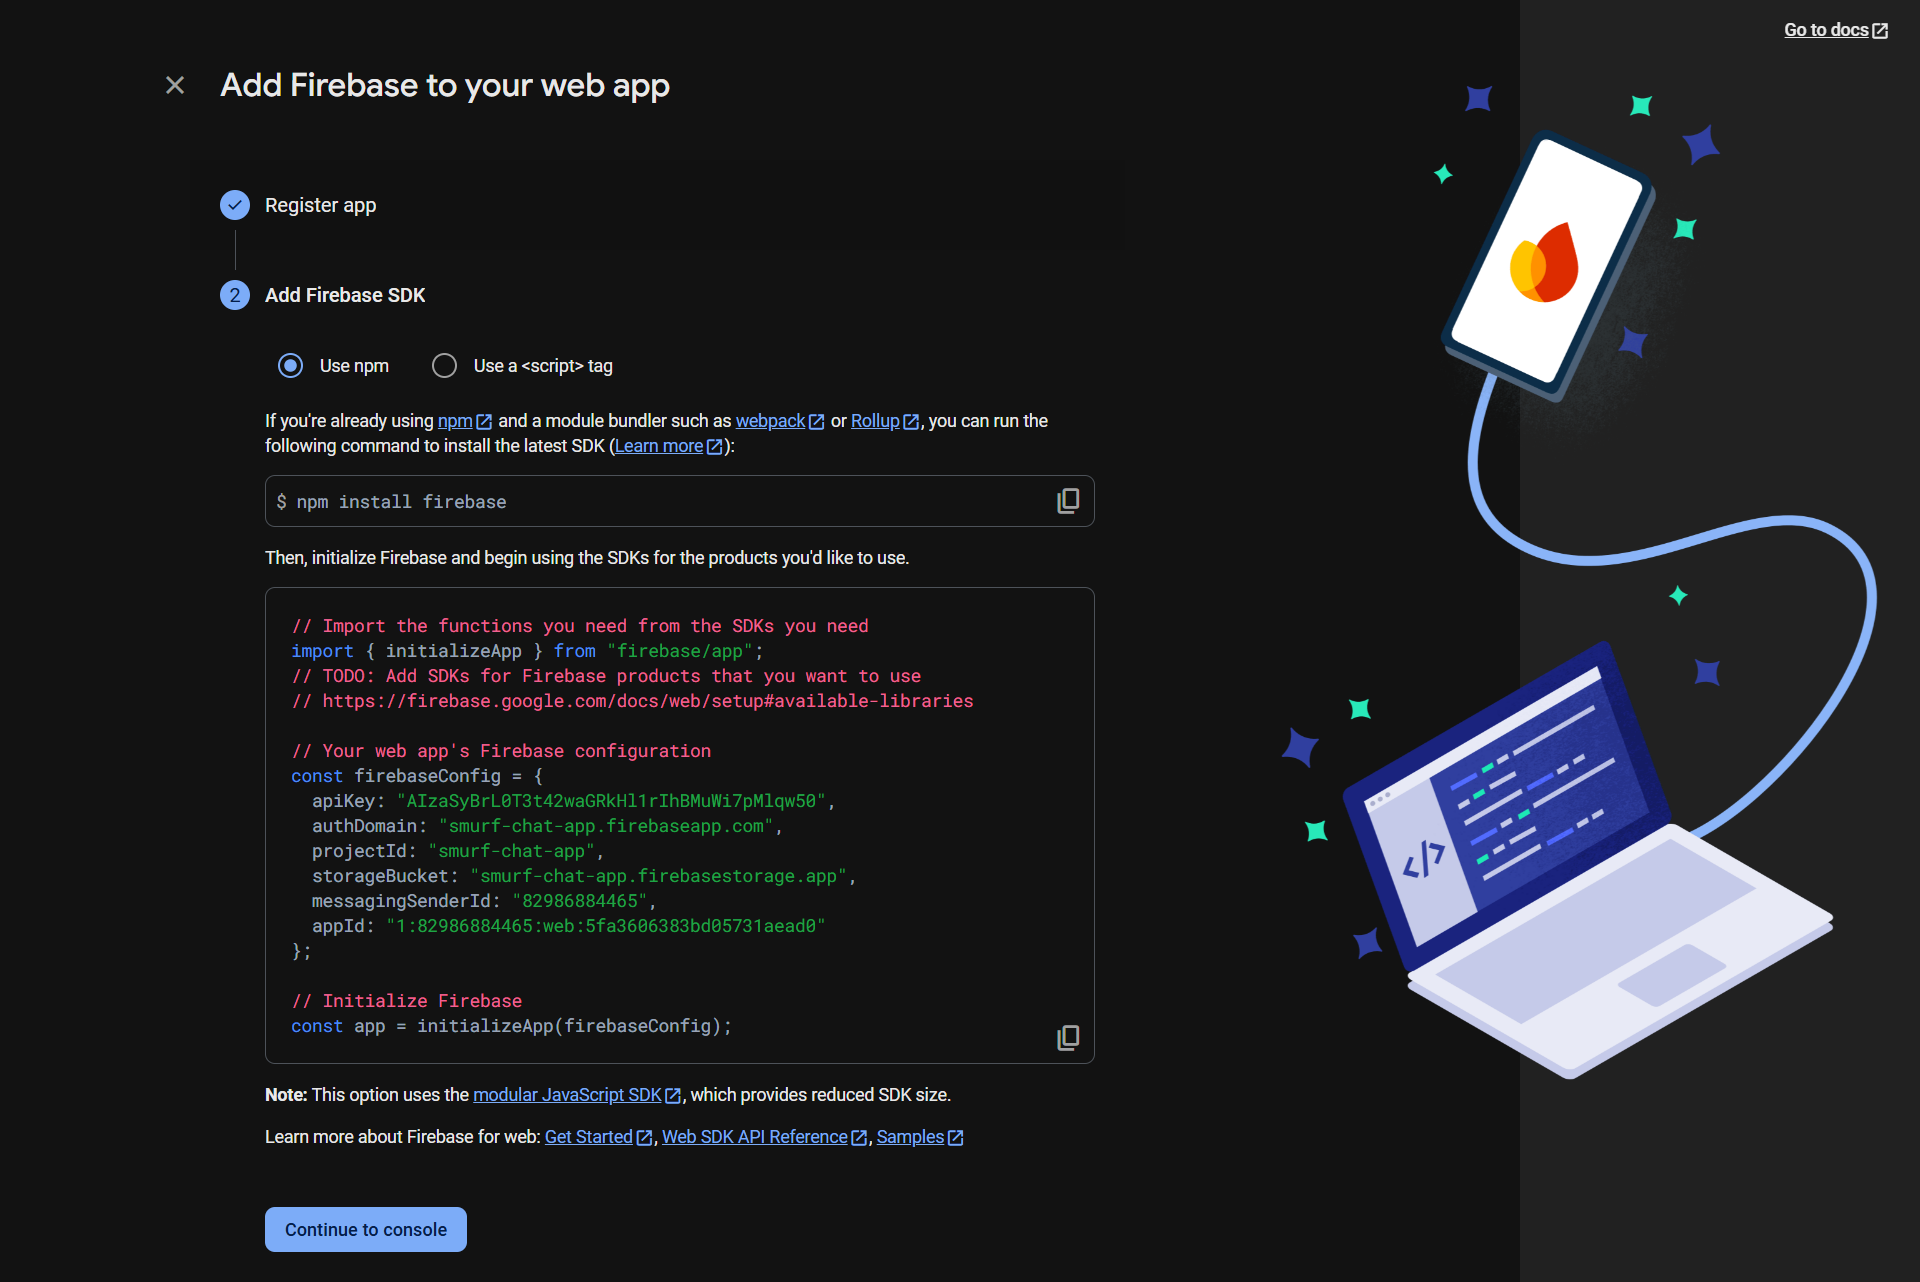 Go to docs
Add Firebase to your web app
Register app
2 Add Firebase SDK
Use npm Use a <script> tag
If you're already using npm and a module bundler such as webpack or Rollup, you can run the
following command to install the latest SDK (Learn more):
$ npm install firebase
Then, initialize Firebase and begin using the SDKs for the products you'd like to use.
// Import the functions you need from the SDKs you need
import { initializeApp } from "firebase/app";
// TODO: Add SDKs for Firebase products that you want to use
// https://firebase.google.com/docs/web/setup#available-libraries
// Your web app's Firebase configuration
const firebaseConfig = {
apiKey: "AIzaSyBrL0T3t42waGRkHl1rIhBMuWi7pMlqw50",
authDomain: "smurf-chat-app.firebaseapp.com",
projectId: "smurf-chat-app",
storageBucket: "smurf-chat-app.firebasestorage.app",
messagingSenderId: "82986884465",
appId: "1:82986884465:web:5fa3606383bd05731aead0"
};
// Initialize Firebase
const app = initializeApp(firebaseConfig);
Note: This option uses the modular JavaScript SDK, which provides reduced SDK size.
Learn more about Firebase for web: Get Started, Web SDK API Reference, Samples
Continue to console
</>